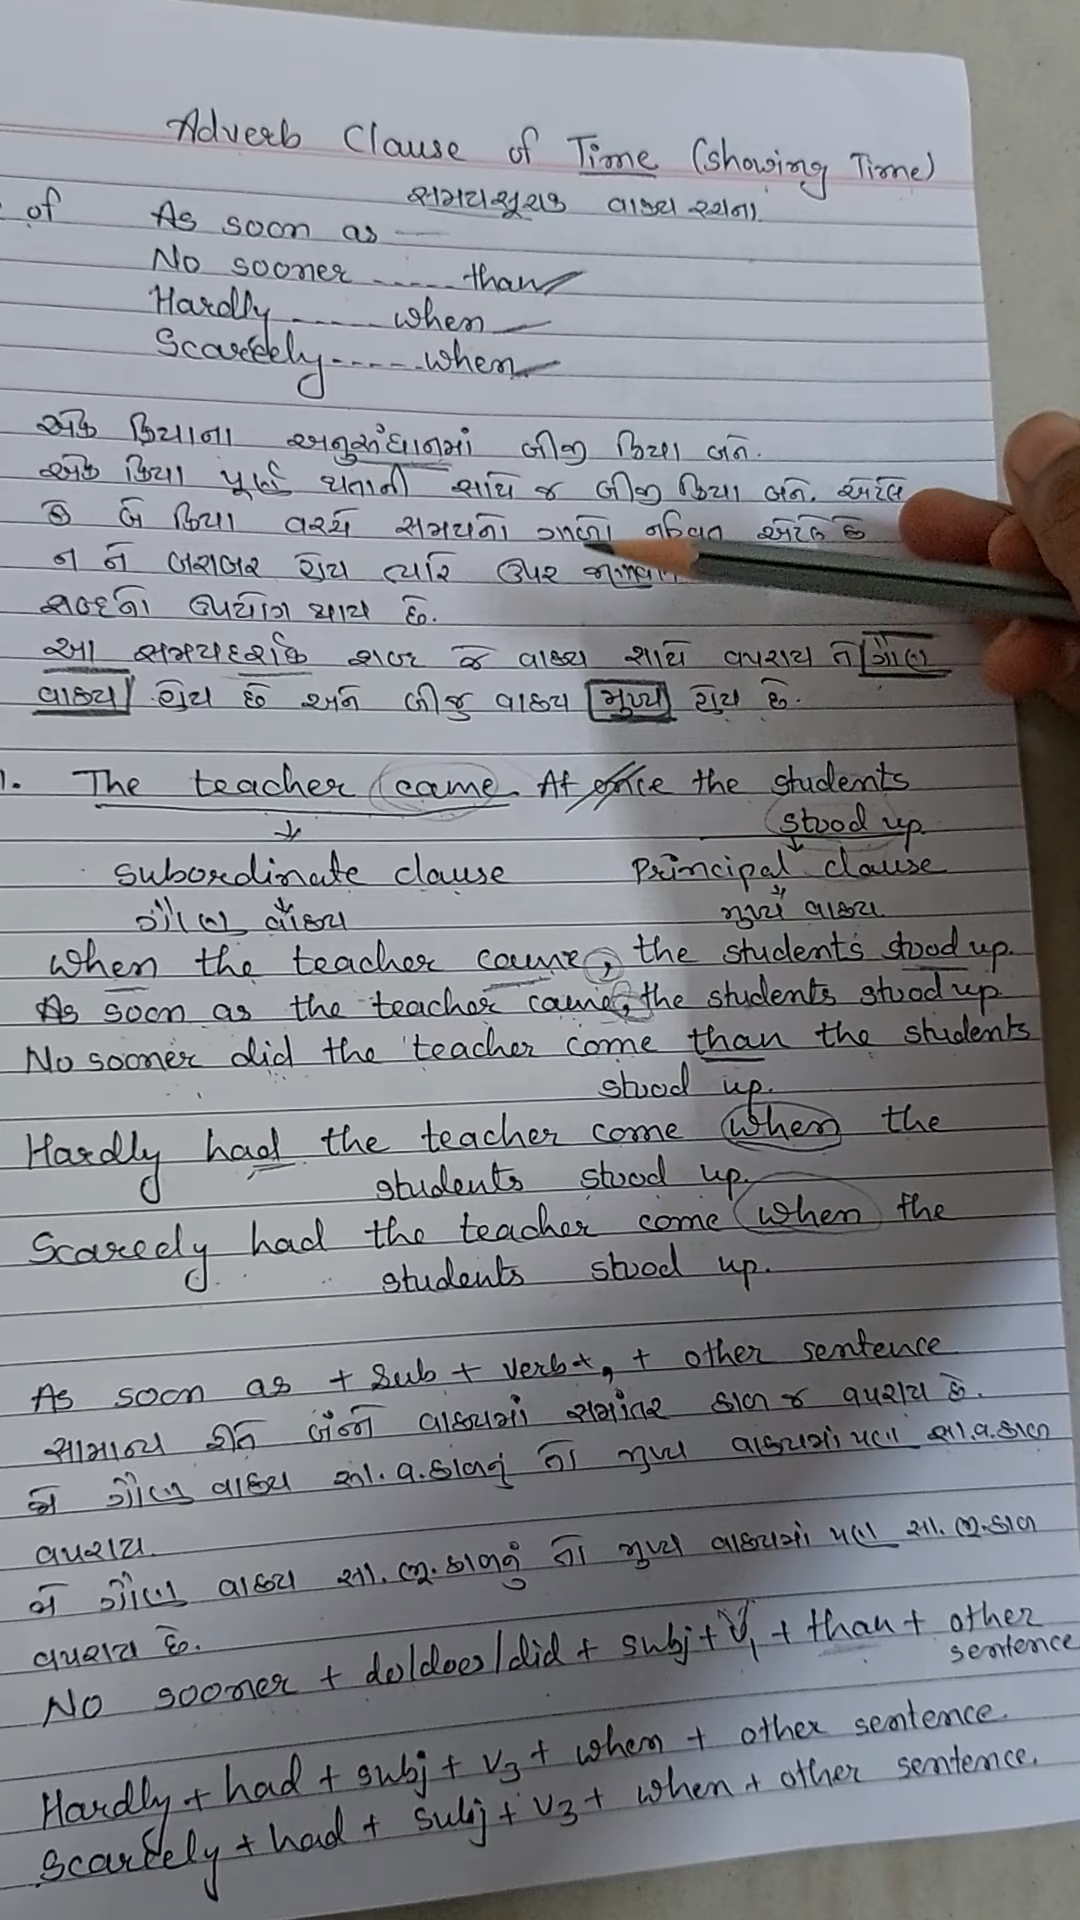 Adverb Clause of Time (showing Time)
સમયસૂચક વાક્ય રચના.
of As soon as
No sooner ..... than
Hardly ..... when
Scarcely ..... when
એક ક્રિયાના અનુસંધાનમાં બીજી ક્રિયા બને.
એક ક્રિયા પૂર્ણ થતાની સાથે જ બીજી ક્રિયા બને. એટલે
કે બે ક્રિયા વચ્ચે સમયનો ગાળો નહિવત એટલે કે
ન ને બરાબર હોય ત્યારે ઉપર
શબ્દનો ઉપયોગ થાય છે.
આ સમયદર્શક શબ્દ જે વાક્ય સાથે વપરાય તે ગૌણ
વાક્ય હોય છે અને બીજુ વાક્ય મુખ્ય હોય છે.
1. The teacher came. At once the students
stood up.
subordinate clause Principal clause
ગૌણ વાક્ય મુખ્ય વાક્ય
When the teacher came, the students stood up.
As soon as the teacher came, the students stood up
No sooner did the teacher come than the students
stood up.
Hardly had the teacher come when the
students stood up.
Scarecly had the teacher come when the
students stood up.
As soon as + Sub + verb+, + other sentence
સામાન્ય રીતે બંને વાક્યમાં સમાંતર કાળ જ વપરાય છે.
જો ગૌણ વાક્ય સા.વ.કાળનું તો મુખ્ય વાક્યમાં પણ સા.વ.કાળ
વપરાય.
જો ગૌણ વાક્ય સા.ભૂ.કાળનું તો મુખ્ય વાક્યમાં પણ સા.ભૂ.કાળ
વપરાય છે.
No sooner + do/does/did + subj + V1 + than + other
sentence
Hardly + had + subj + V3 + when + other sentence.
Scarcely + had + subj + V3 + when + other sentence.